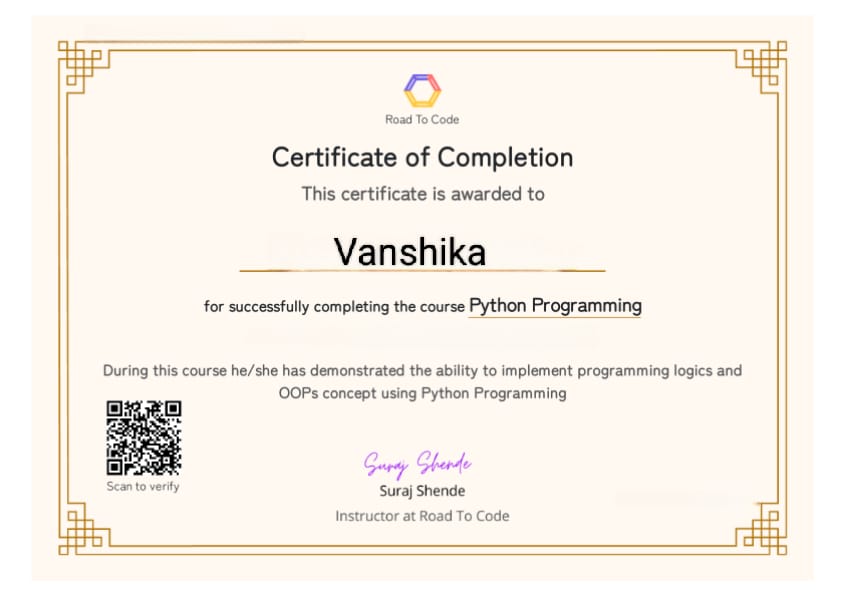 Road To Code
Certificate of Completion
This certificate is awarded to
Vanshika
for successfully completing the course Python Programming
During this course he/she has demonstrated the ability to implement programming logics and
OOPs concept using Python Programming
Scan to verify
Suraj Shende
Suraj Shende
Instructor at Road To Code